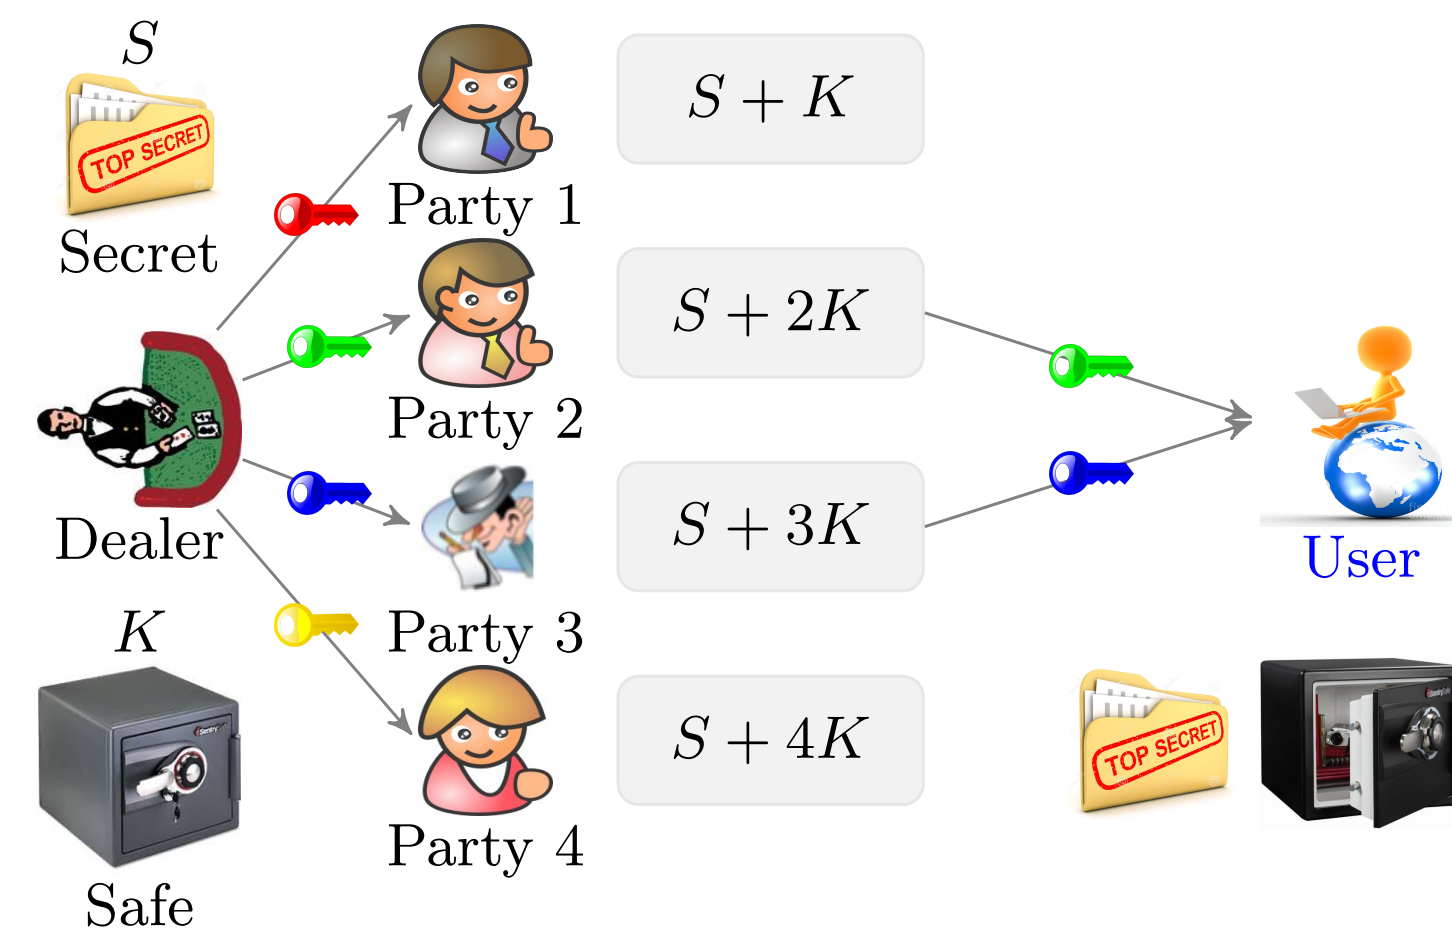 S
TOP SECRET
Secret
Dealer
K
SentrySafe
Safe
Party 1
Party 2
Party 3
Party 4
S + K
S + 2K
S + 3K
S + 4K
User
TOP SECRET